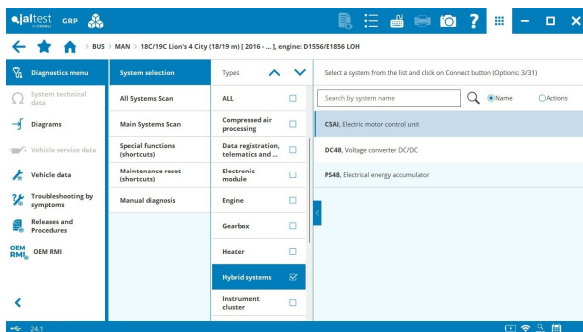 jaltest GRP
BUS > MAN > 18C/19C Lion's 4 City (18/19 m) [ 2016 - ... ], engine: D1556/E1856 LOH
Diagnostics menu
System technical data
Diagrams
Vehicle service data
Vehicle data
Troubleshooting by symptoms
Releases and Procedures
OEM RMI OEM RMI
System selection
All Systems Scan
Main Systems Scan
Special functions (shortcuts)
Maintenance reset (shortcuts)
Manual diagnosis
Types
ALL
Compressed air processing
Data registration, telematics and ...
Electronic module
Engine
Gearbox
Heater
Hybrid systems
Instrument cluster
Select a system from the list and click on Connect button (Options: 3/31)
Search by system name
Name
Actions
CSAI, Electric motor control unit
DC48, Voltage converter DC/DC
PS48, Electrical energy accumulator
24.1